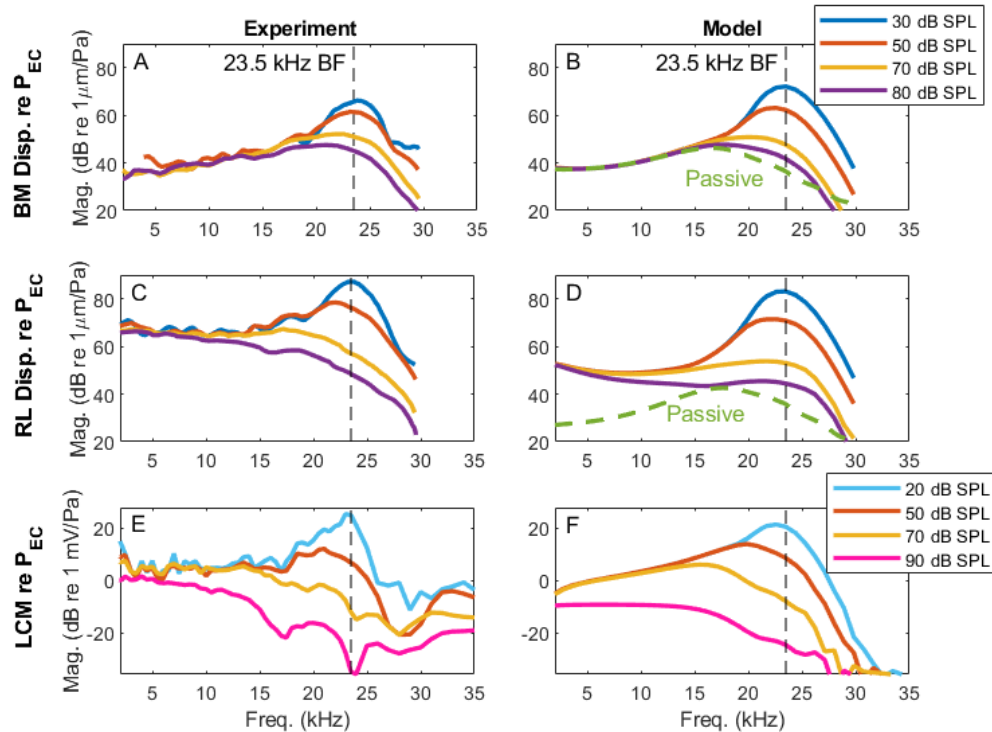 Experiment
Model
30 dB SPL
50 dB SPL
70 dB SPL
80 dB SPL
BM Disp. re P_EC
Mag. (dB re 1μm/Pa)
A
23.5 kHz BF
80
60
40
20
5 10 15 20 25 30 35
B
23.5 kHz BF
Passive
80
60
40
20
5 10 15 20 25 30 35
RL Disp. re P_EC
Mag. (dB re 1μm/Pa)
C
80
60
40
20
5 10 15 20 25 30 35
D
Passive
80
60
40
20
5 10 15 20 25 30 35
20 dB SPL
50 dB SPL
70 dB SPL
90 dB SPL
LCM re P_EC
Mag. (dB re 1 mV/Pa)
E
20
0
-20
5 10 15 20 25 30 35
Freq. (kHz)
F
20
0
-20
5 10 15 20 25 30 35
Freq. (kHz)